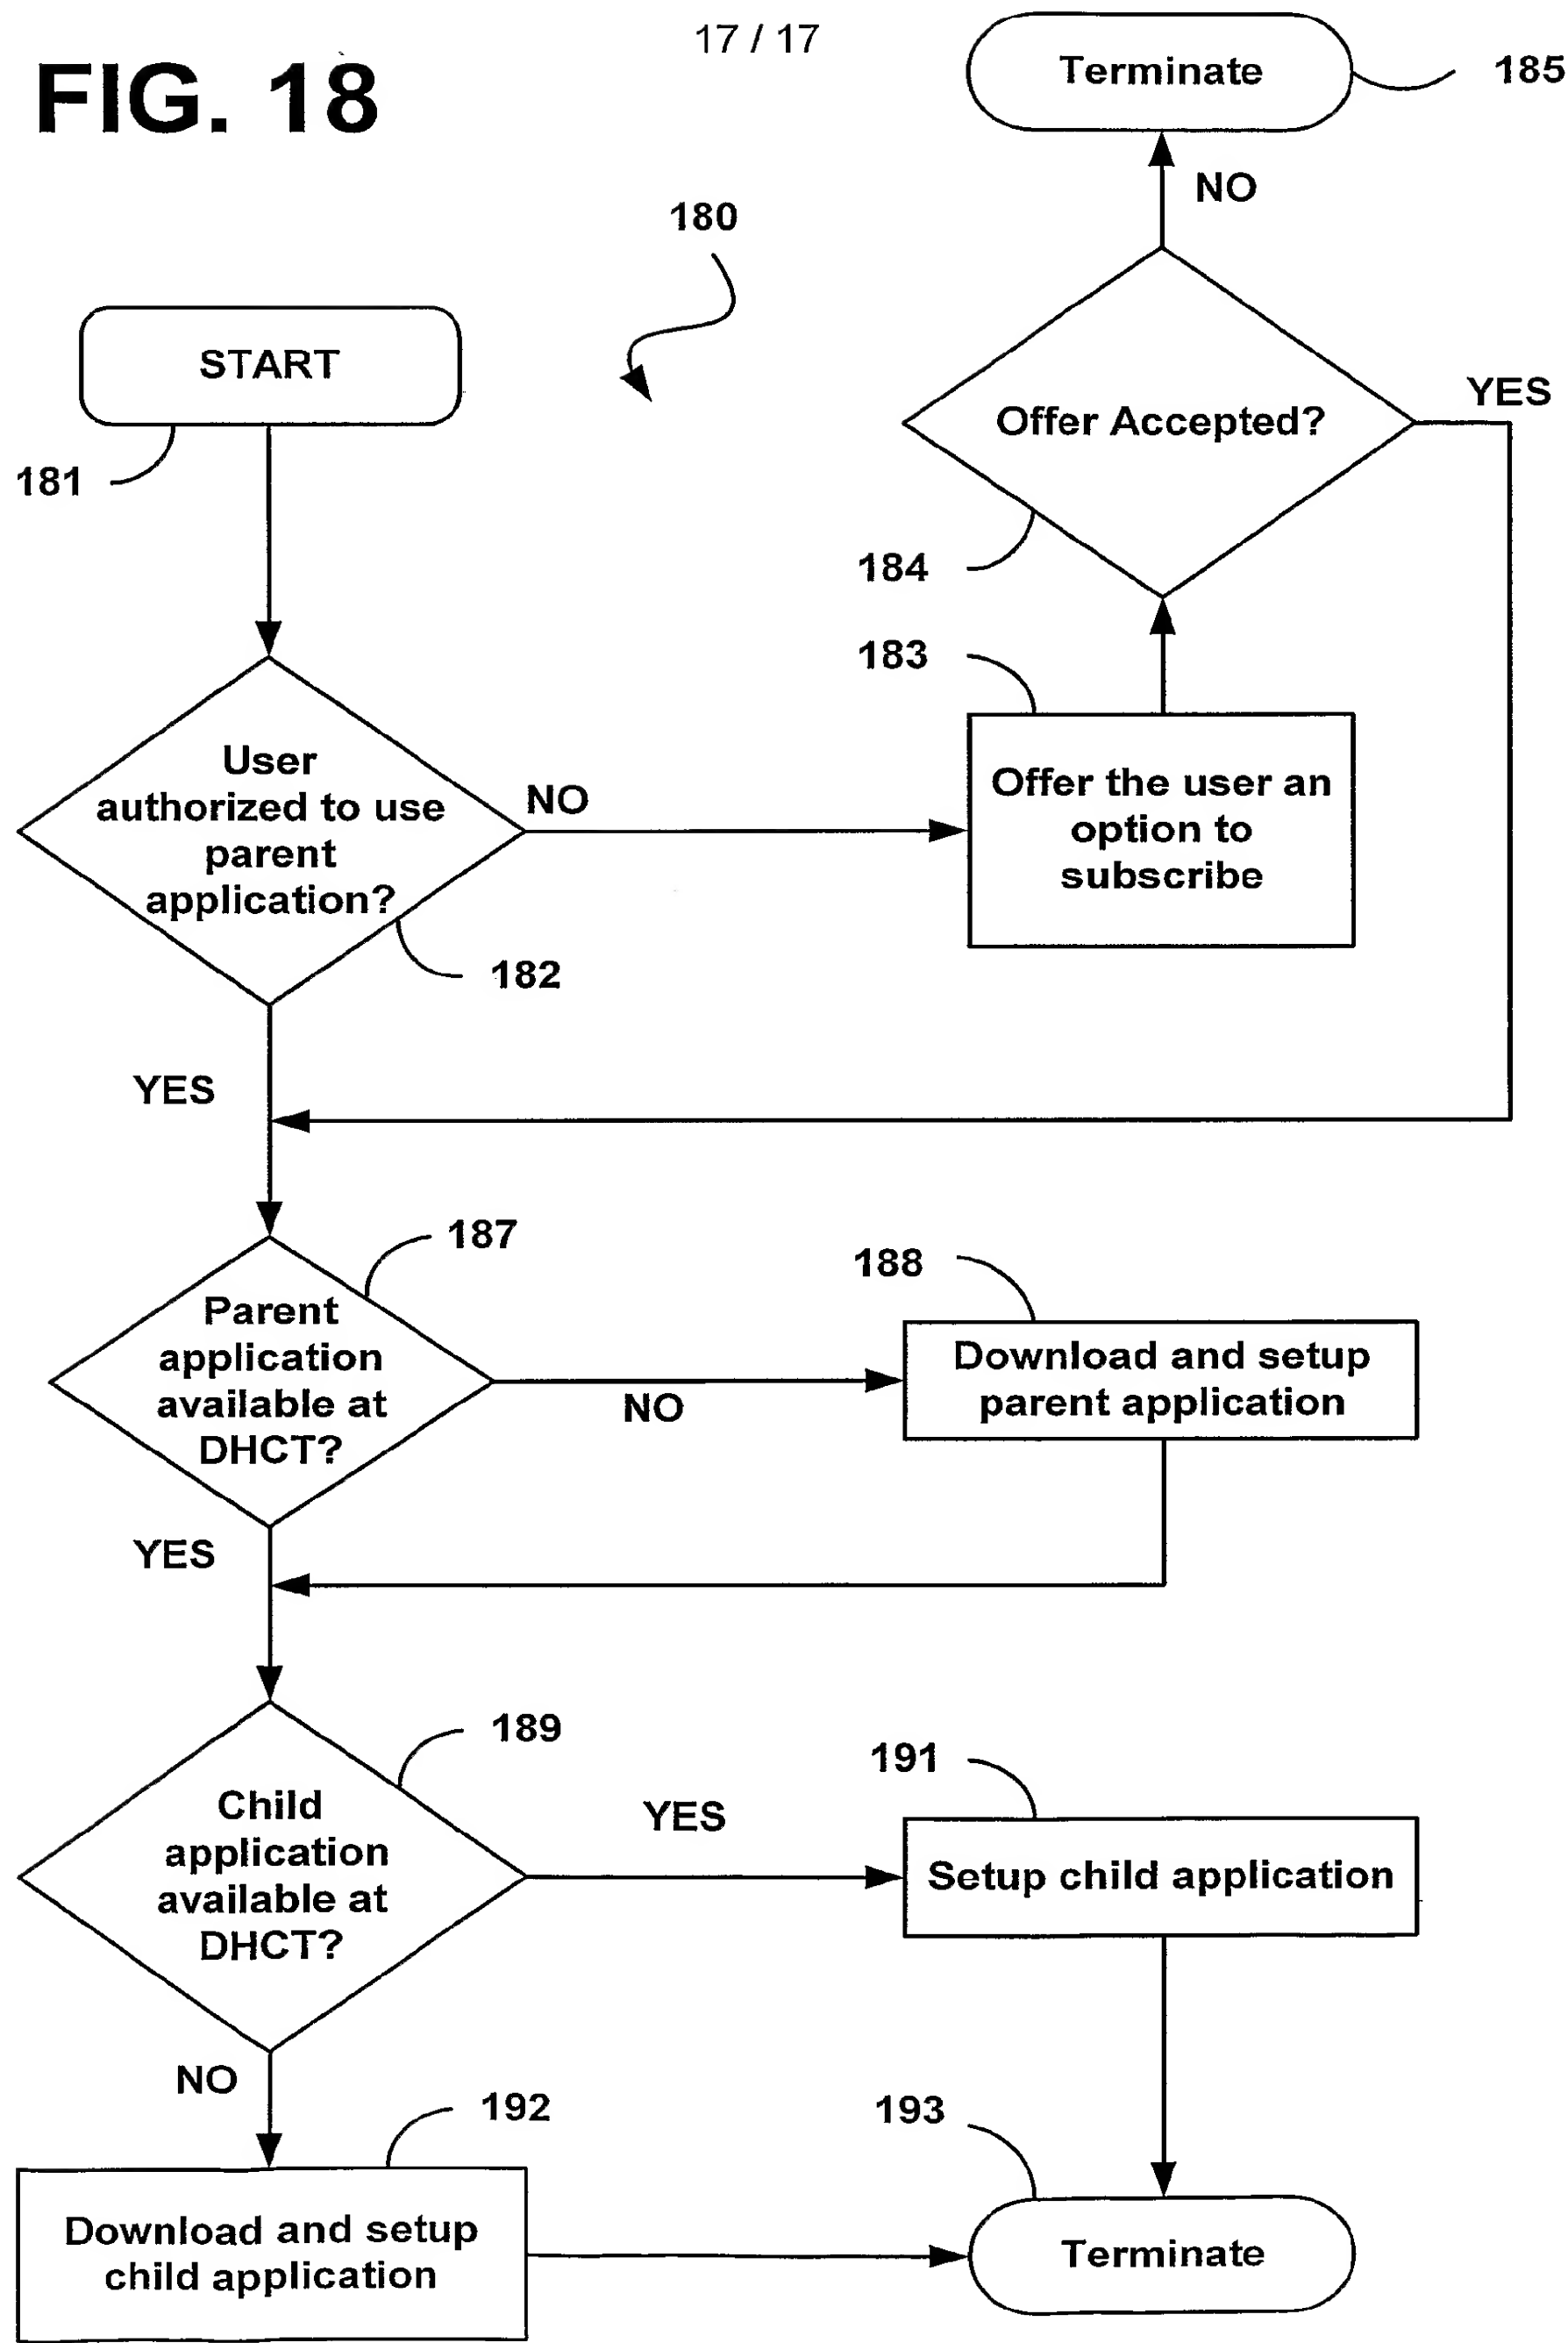 17 / 17
FIG. 18
Terminate
185
NO
180
START
181
Offer Accepted?
YES
184
183
User
authorized to use
parent
application?
NO
182
Offer the user an
option to
subscribe
YES
187
Parent
application
available at
DHCT?
NO
188
Download and setup
parent application
YES
189
Child
application
available at
DHCT?
YES
191
Setup child application
NO
192
Download and setup
child application
193
Terminate